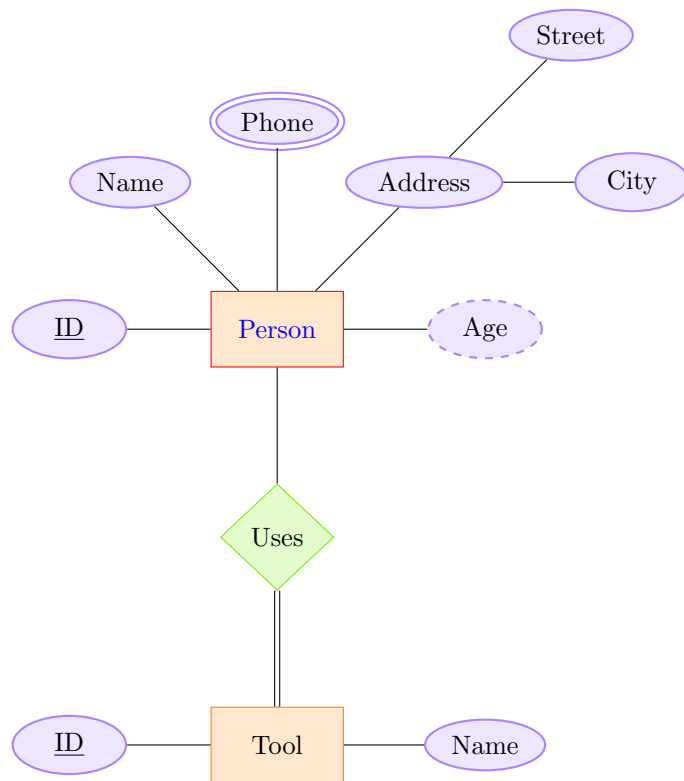 Street
Phone
Name
Address
City
ID
Person
Age
Uses
ID
Tool
Name